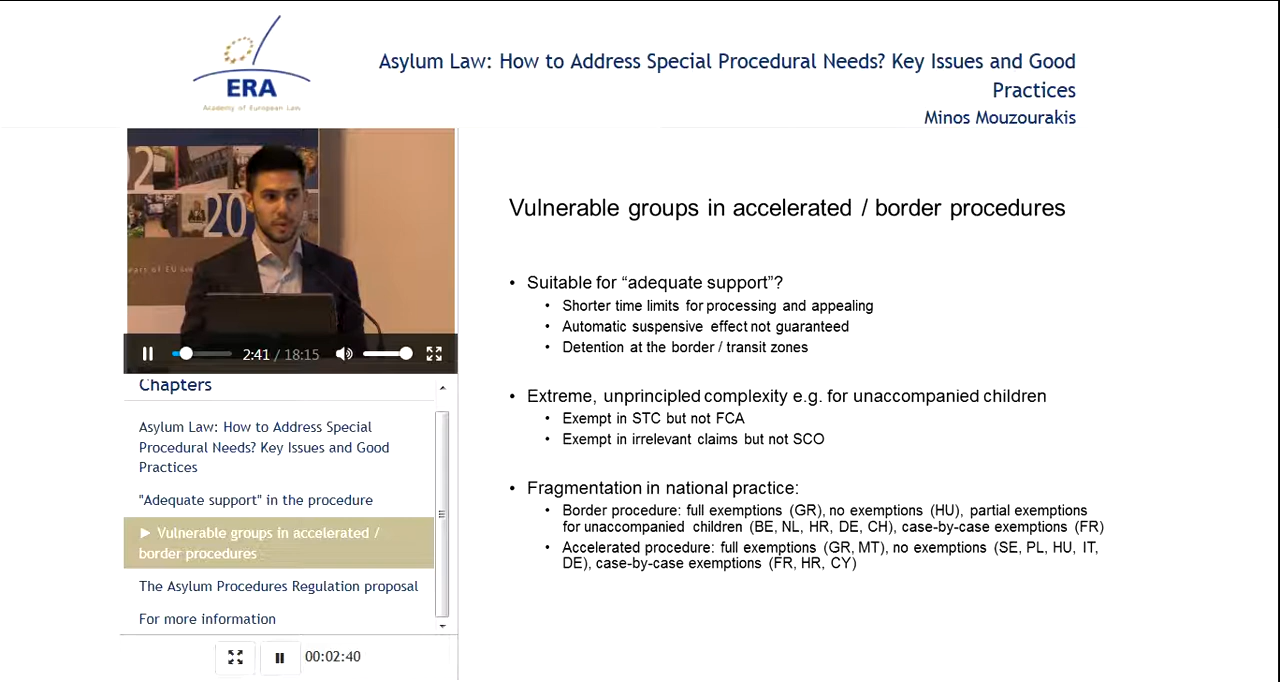 ERA
Academy of European Law
Asylum Law: How to Address Special Procedural Needs? Key Issues and Good
Practices
Minos Mouzourakis
2:41 / 18:15
Chapters
Asylum Law: How to Address Special
Procedural Needs? Key Issues and Good
Practices
"Adequate support" in the procedure
► Vulnerable groups in accelerated /
border procedures
The Asylum Procedures Regulation proposal
For more information
00:02:40
Vulnerable groups in accelerated / border procedures
• Suitable for “adequate support”?
• Shorter time limits for processing and appealing
• Automatic suspensive effect not guaranteed
• Detention at the border / transit zones
• Extreme, unprincipled complexity e.g. for unaccompanied children
• Exempt in STC but not FCA
• Exempt in irrelevant claims but not SCO
• Fragmentation in national practice:
• Border procedure: full exemptions (GR), no exemptions (HU), partial exemptions
for unaccompanied children (BE, NL, HR, DE, CH), case-by-case exemptions (FR)
• Accelerated procedure: full exemptions (GR, MT), no exemptions (SE, PL, HU, IT,
DE), case-by-case exemptions (FR, HR, CY)